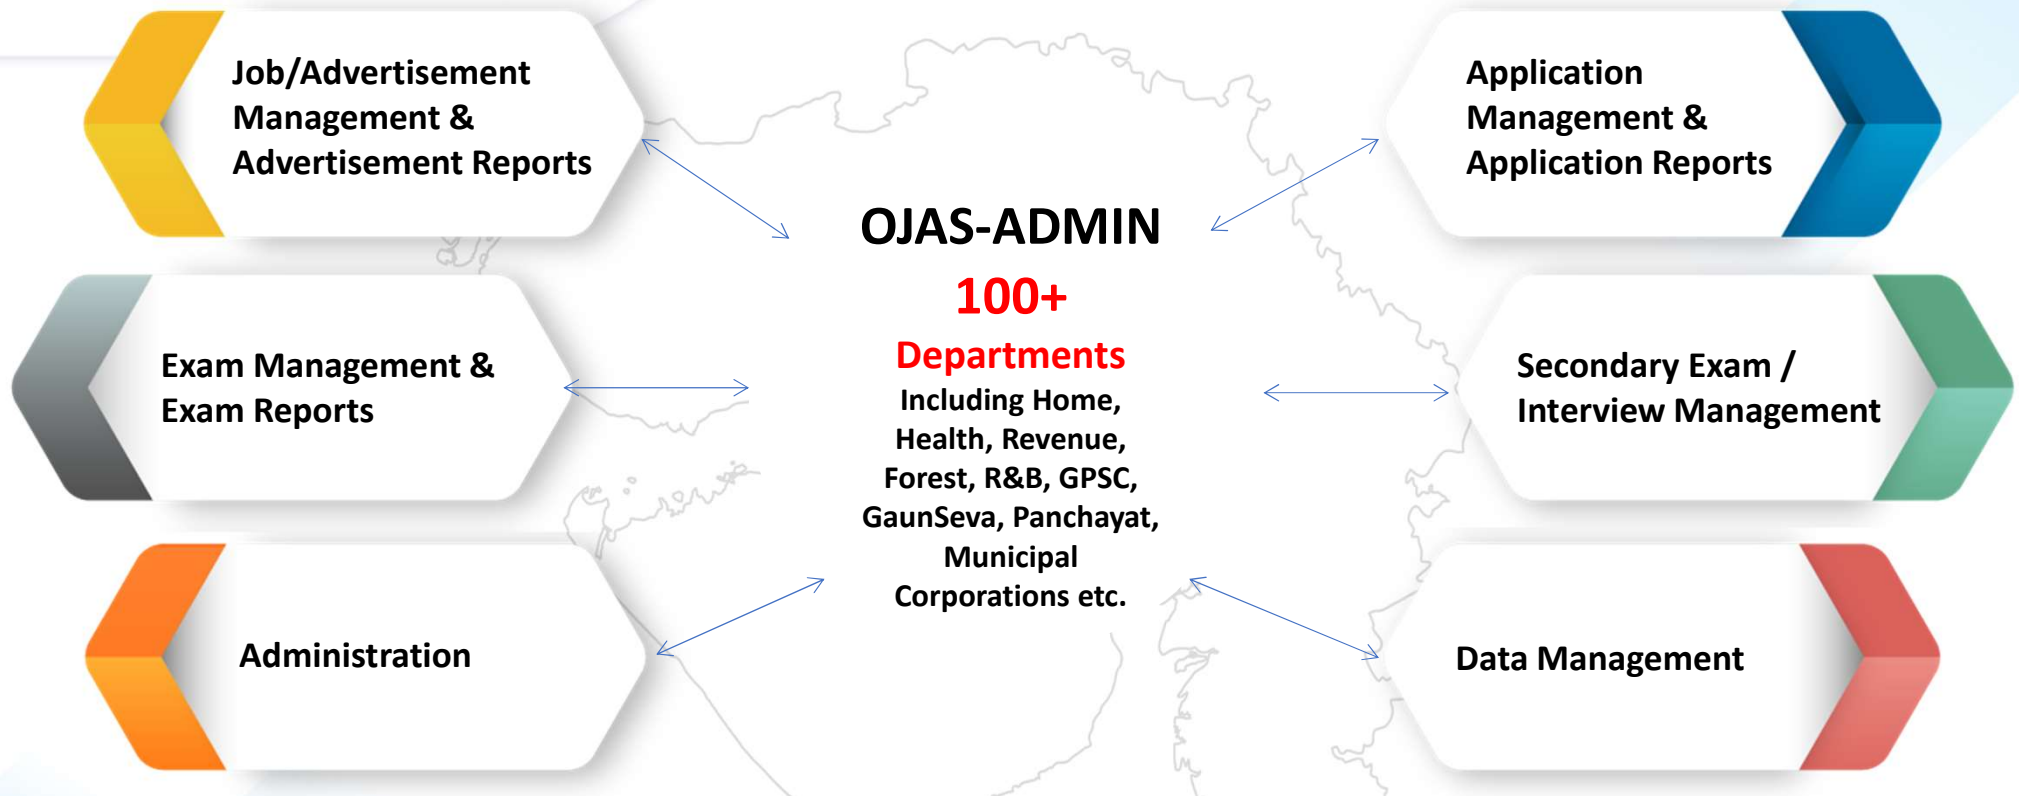 Job/Advertisement
Management &
Advertisement Reports
Exam Management &
Exam Reports
Administration
OJAS-ADMIN
100+
Departments
Including Home,
Health, Revenue,
Forest, R&B, GPSC,
GaunSeva, Panchayat,
Municipal
Corporations etc.
Application
Management &
Application Reports
Secondary Exam /
Interview Management
Data Management